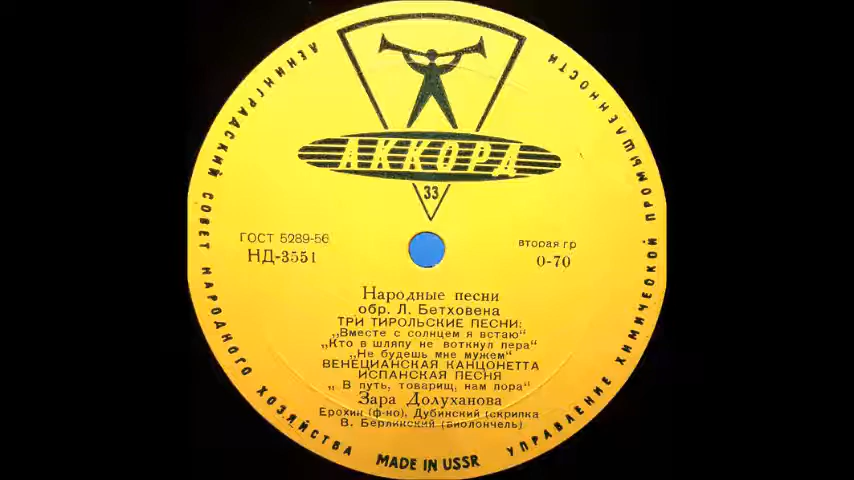 ЛЕНИНГРАДСКИЙ СОВЕТ НАРОДНОГО ХОЗЯЙСТВА
УПРАВЛЕНИЕ ХИМИЧЕСКОЙ ПРОМЫШЛЕННОСТИ
АККОРД
33
ГОСТ 5289-56
НД-3551
вторая гр
0-70
Народные песни
обр. Л. Бетховена
ТРИ ТИРОЛЬСКИЕ ПЕСНИ:
„Вместе с солнцем я встаю“
„Кто в шляпу не воткнул пера“
„Не будешь мне мужем“
ВЕНЕЦИАНСКАЯ КАНЦОНЕТТА
ИСПАНСКАЯ ПЕСНЯ
„В путь, товарищ, нам пора“
Зара Долуханова
Ерохин (ф-но), Дубинский (скрипка
В. Берлинский (виолончель)
MADE IN USSR